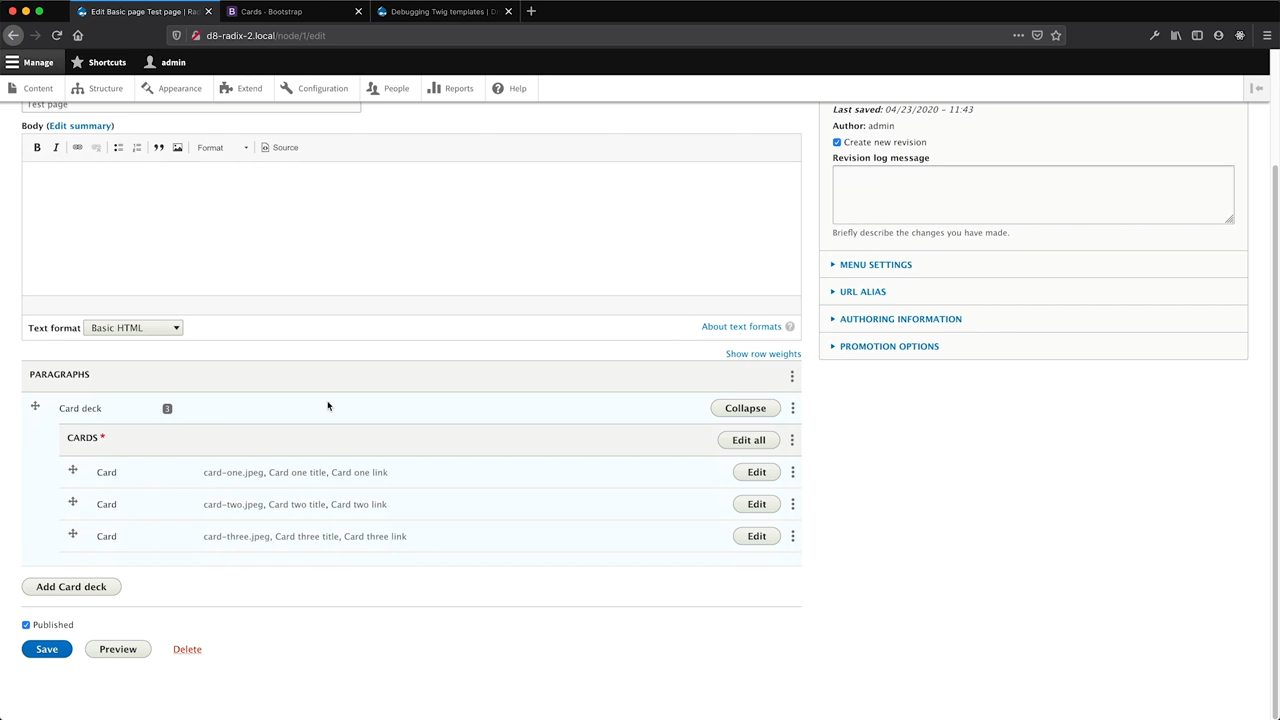 Edit Basic page Test page | Ra
Cards - Bootstrap
Debugging Twig templates | Dr
d8-radix-2.local/node/1/edit
Manage
Shortcuts
admin
Content
Structure
Appearance
Extend
Configuration
People
Reports
Help
Test page
Body (Edit summary)
B I Format Source
Text format Basic HTML
About text formats
Show row weights
PARAGRAPHS
Card deck 3 Collapse
CARDS * Edit all
Card card-one.jpeg, Card one title, Card one link Edit
Card card-two.jpeg, Card two title, Card two link Edit
Card card-three.jpeg, Card three title, Card three link Edit
Add Card deck
Published
Save Preview Delete
Last saved: 04/23/2020 - 11:43
Author: admin
Create new revision
Revision log message
Briefly describe the changes you have made.
MENU SETTINGS
URL ALIAS
AUTHORING INFORMATION
PROMOTION OPTIONS